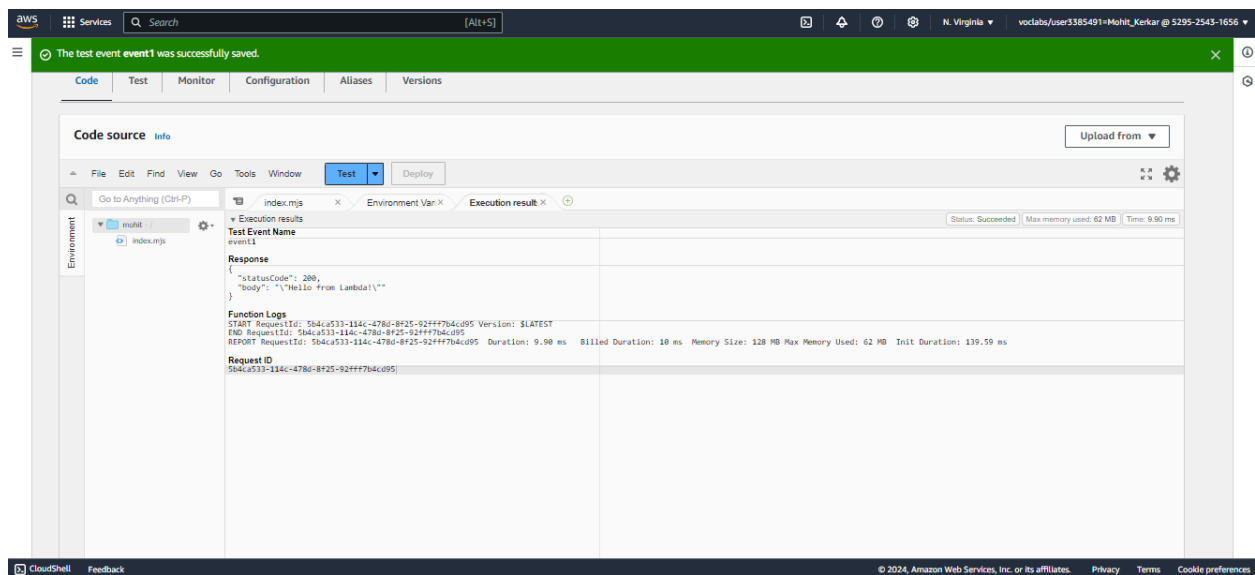 aws Services Search [Alt+S] N. Virginia voclabs/user3385491=Mohit_Kerkar @ 5295-2543-1656
The test event event1 was successfully saved.
Code Test Monitor Configuration Aliases Versions
Code source Info
Upload from
File Edit Find View Go Tools Window Test Deploy
Go to Anything (Ctrl-P)
index.mjs Environment Var Execution result
Environment
mohit - /
index.mjs
Execution results
Status: Succeeded Max memory used: 62 MB Time: 9.90 ms
Test Event Name
event1
Response
{
"statusCode": 200,
"body": "\"Hello from Lambda!\""
}
Function Logs
START RequestId: 5b4ca533-114c-478d-8f25-92fff7b4cd95 Version: $LATEST
END RequestId: 5b4ca533-114c-478d-8f25-92fff7b4cd95
REPORT RequestId: 5b4ca533-114c-478d-8f25-92fff7b4cd95 Duration: 9.90 ms Billed Duration: 10 ms Memory Size: 128 MB Max Memory Used: 62 MB Init Duration: 139.59 ms
Request ID
5b4ca533-114c-478d-8f25-92fff7b4cd95
CloudShell Feedback © 2024, Amazon Web Services, Inc. or its affiliates. Privacy Terms Cookie preferences